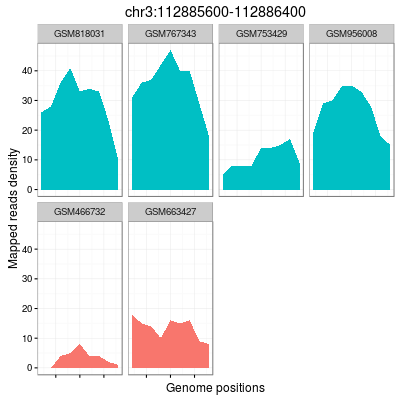 chr3:112885600-112886400
GSM818031 GSM767343 GSM753429 GSM956008
40
30
20
10
0
GSM466732 GSM663427
40
30
20
10
0
Mapped reads density
Genome positions